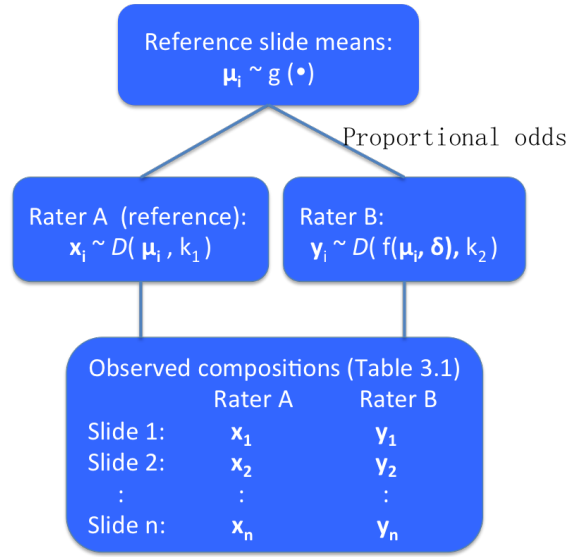 Reference slide means:
μi ~ g (•)
Proportional odds
Rater A (reference):
xi ~ D( μi , k1 )
Rater B:
yi ~ D( f(μi, δ), k2 )
Observed compositions (Table 3.1)
Rater A Rater B
Slide 1: x1 y1
Slide 2: x2 y2
: : :
Slide n: xn yn